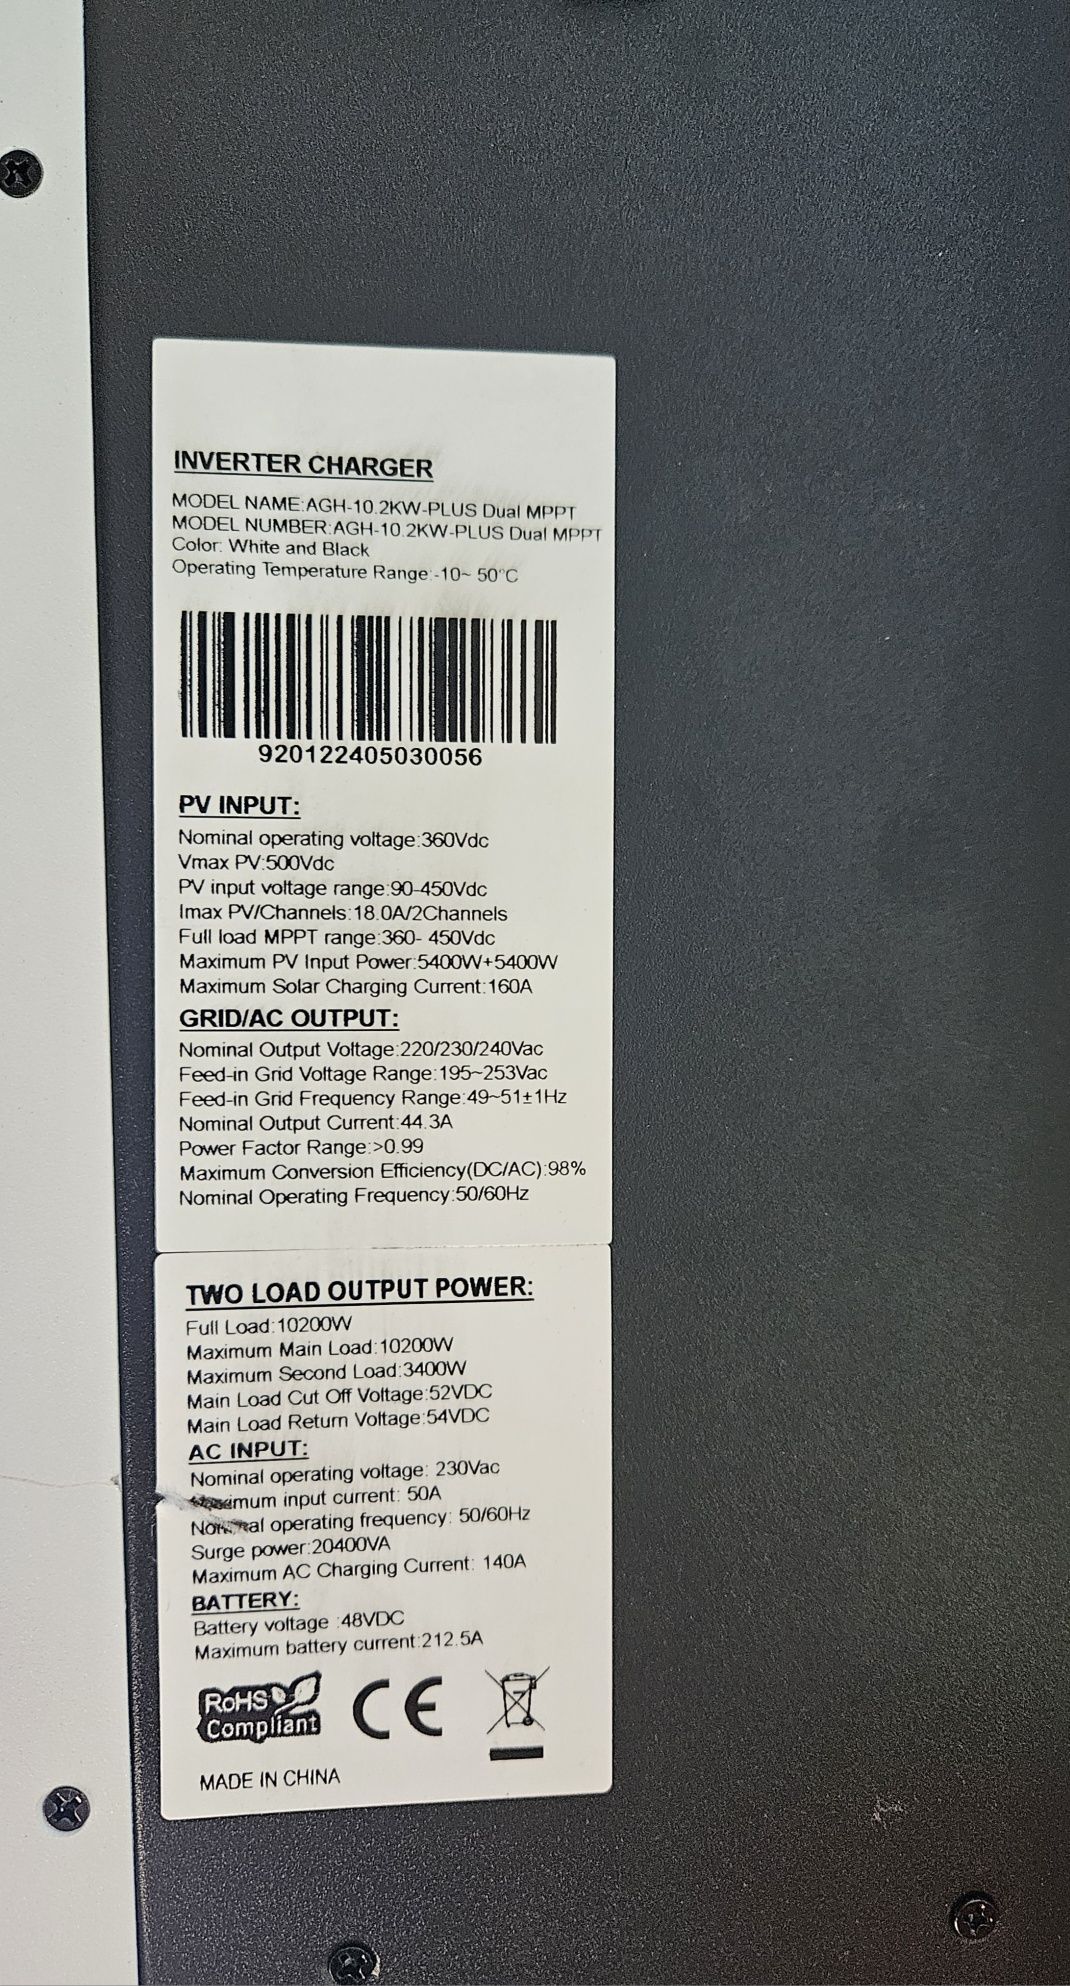 INVERTER CHARGER
MODEL NAME:AGH-10.2KW-PLUS Dual MPPT
MODEL NUMBER:AGH-10.2KW-PLUS Dual MPPT
Color: White and Black
Operating Temperature Range:-10~ 50°C
920122405030056
PV INPUT:
Nominal operating voltage:360Vdc
Vmax PV:500Vdc
PV input voltage range:90-450Vdc
Imax PV/Channels:18.0A/2Channels
Full load MPPT range:360- 450Vdc
Maximum PV Input Power:5400W+5400W
Maximum Solar Charging Current:160A
GRID/AC OUTPUT:
Nominal Output Voltage:220/230/240Vac
Feed-in Grid Voltage Range:195~253Vac
Feed-in Grid Frequency Range:49~51±1Hz
Nominal Output Current:44.3A
Power Factor Range:>0.99
Maximum Conversion Efficiency(DC/AC):98%
Nominal Operating Frequency:50/60Hz
TWO LOAD OUTPUT POWER:
Full Load:10200W
Maximum Main Load:10200W
Maximum Second Load:3400W
Main Load Cut Off Voltage:52VDC
Main Load Return Voltage:54VDC
AC INPUT:
Nominal operating voltage: 230Vac
Maximum input current: 50A
Nominal operating frequency: 50/60Hz
Surge power:20400VA
Maximum AC Charging Current: 140A
BATTERY:
Battery voltage :48VDC
Maximum battery current:212.5A
RoHS
Compliant
CE
MADE IN CHINA